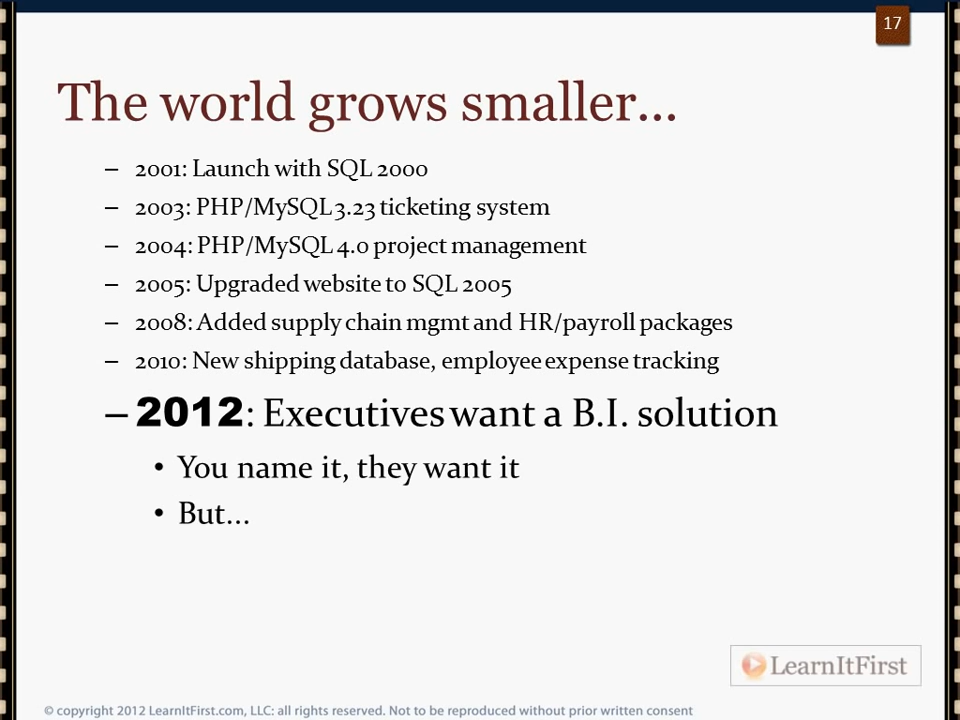 17
The world grows smaller...
– 2001: Launch with SQL 2000
– 2003: PHP/MySQL 3.23 ticketing system
– 2004: PHP/MySQL 4.0 project management
– 2005: Upgraded website to SQL 2005
– 2008: Added supply chain mgmt and HR/payroll packages
– 2010: New shipping database, employee expense tracking
– 2012: Executives want a B.I. solution
• You name it, they want it
• But...
LearnItFirst
© copyright 2012 LearnItFirst.com, LLC: all rights reserved. Not to be reproduced without prior written consent